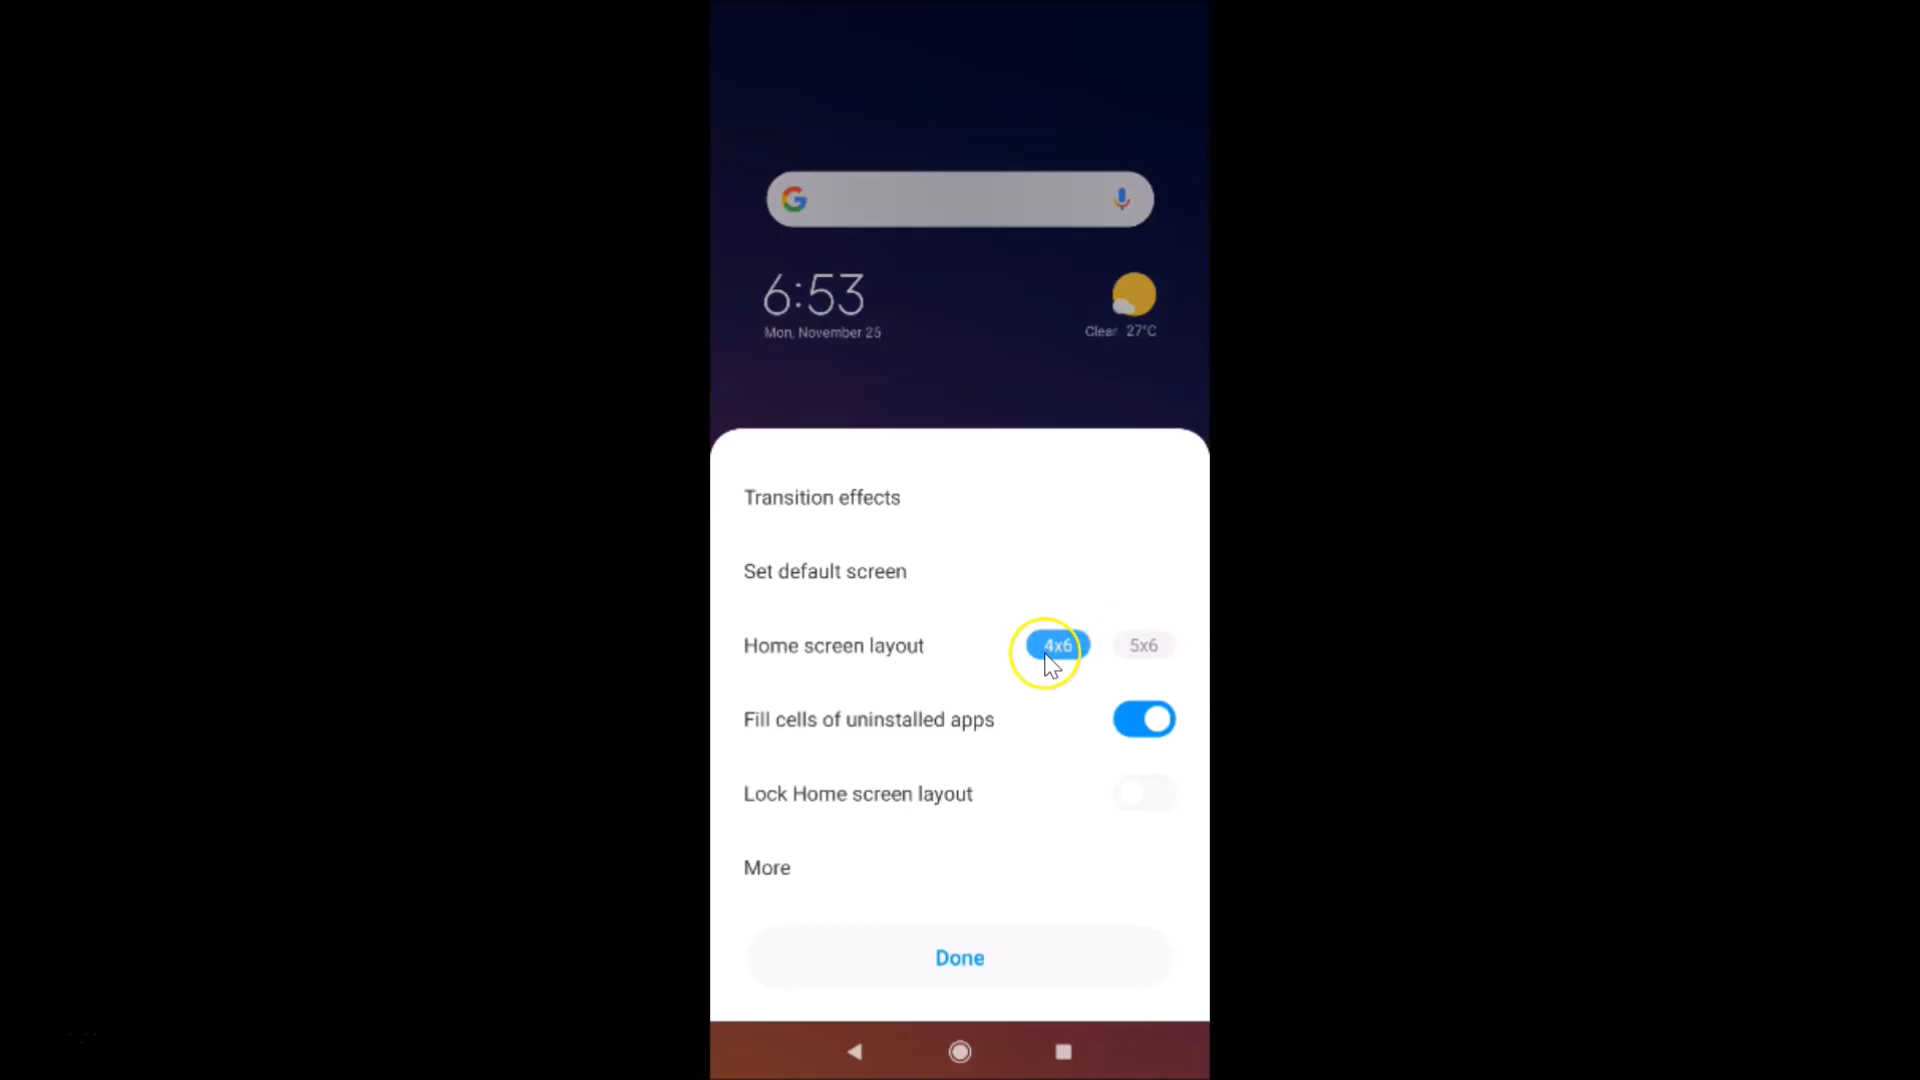 6:53
Mon, November 25
Clear 27°C
Transition effects
Set default screen
Home screen layout 4x6 5x6
Fill cells of uninstalled apps
Lock Home screen layout
More
Done